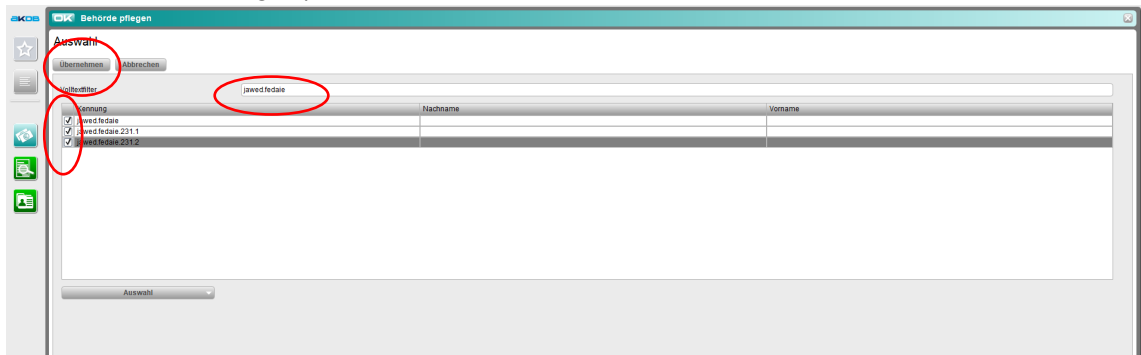 AKDB OK Behörde pflegen
Auswahl
Übernehmen Abbrechen
Volltextfilter jawed.fedaie
Kennung Nachname Vorname
jawed.fedaie
jawed.fedaie.231.1
jawed.fedaie.231.2
Auswahl